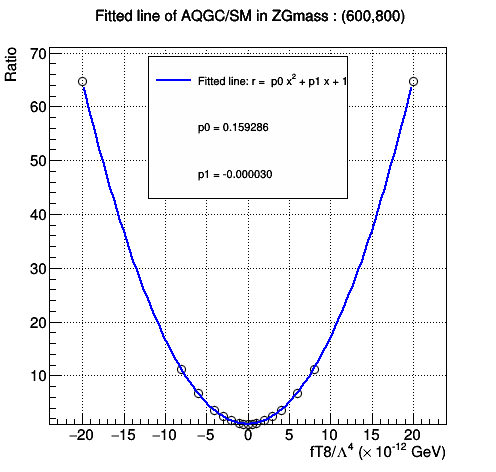 Fitted line of AQGC/SM in ZGmass : (600,800)
Ratio
70
60
50
40
30
20
10
Fitted line: r = p0 x² + p1 x + 1
p0 = 0.159286
p1 = -0.000030
−20 −15 −10 −5 0 5 10 15 20
fT8/Λ⁴ (× 10⁻¹² GeV)